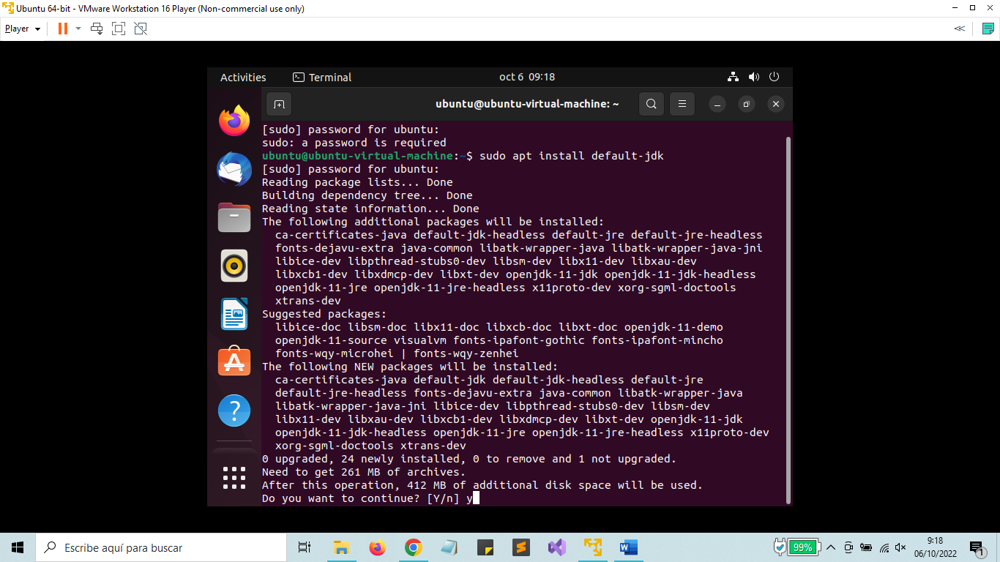 Ubuntu 64-bit - VMware Workstation 16 Player (Non-commercial use only)
Player
Activities
Terminal
oct 6 09:18
ubuntu@ubuntu-virtual-machine: ~
[sudo] password for ubuntu:
sudo: a password is required
ubuntu@ubuntu-virtual-machine:~$ sudo apt install default-jdk
[sudo] password for ubuntu:
Reading package lists... Done
Building dependency tree... Done
Reading state information... Done
The following additional packages will be installed:
ca-certificates-java default-jdk-headless default-jre default-jre-headless
fonts-dejavu-extra java-common libatk-wrapper-java libatk-wrapper-java-jni
libice-dev libpthread-stubs0-dev libsm-dev libx11-dev libxau-dev
libxcb1-dev libxdmcp-dev libxt-dev openjdk-11-jdk openjdk-11-jdk-headless
openjdk-11-jre openjdk-11-jre-headless x11proto-dev xorg-sgml-doctools
xtrans-dev
Suggested packages:
libice-doc libsm-doc libx11-doc libxcb-doc libxt-doc openjdk-11-demo
openjdk-11-source visualvm fonts-ipafont-gothic fonts-ipafont-mincho
fonts-wqy-microhei | fonts-wqy-zenhei
The following NEW packages will be installed:
ca-certificates-java default-jdk default-jdk-headless default-jre
default-jre-headless fonts-dejavu-extra java-common libatk-wrapper-java
libatk-wrapper-java-jni libice-dev libpthread-stubs0-dev libsm-dev
libx11-dev libxau-dev libxcb1-dev libxdmcp-dev libxt-dev openjdk-11-jdk
openjdk-11-jdk-headless openjdk-11-jre openjdk-11-jre-headless x11proto-dev
xorg-sgml-doctools xtrans-dev
0 upgraded, 24 newly installed, 0 to remove and 1 not upgraded.
Need to get 261 MB of archives.
After this operation, 412 MB of additional disk space will be used.
Do you want to continue? [Y/n] y
Escribe aquí para buscar
99%
9:18
06/10/2022
1